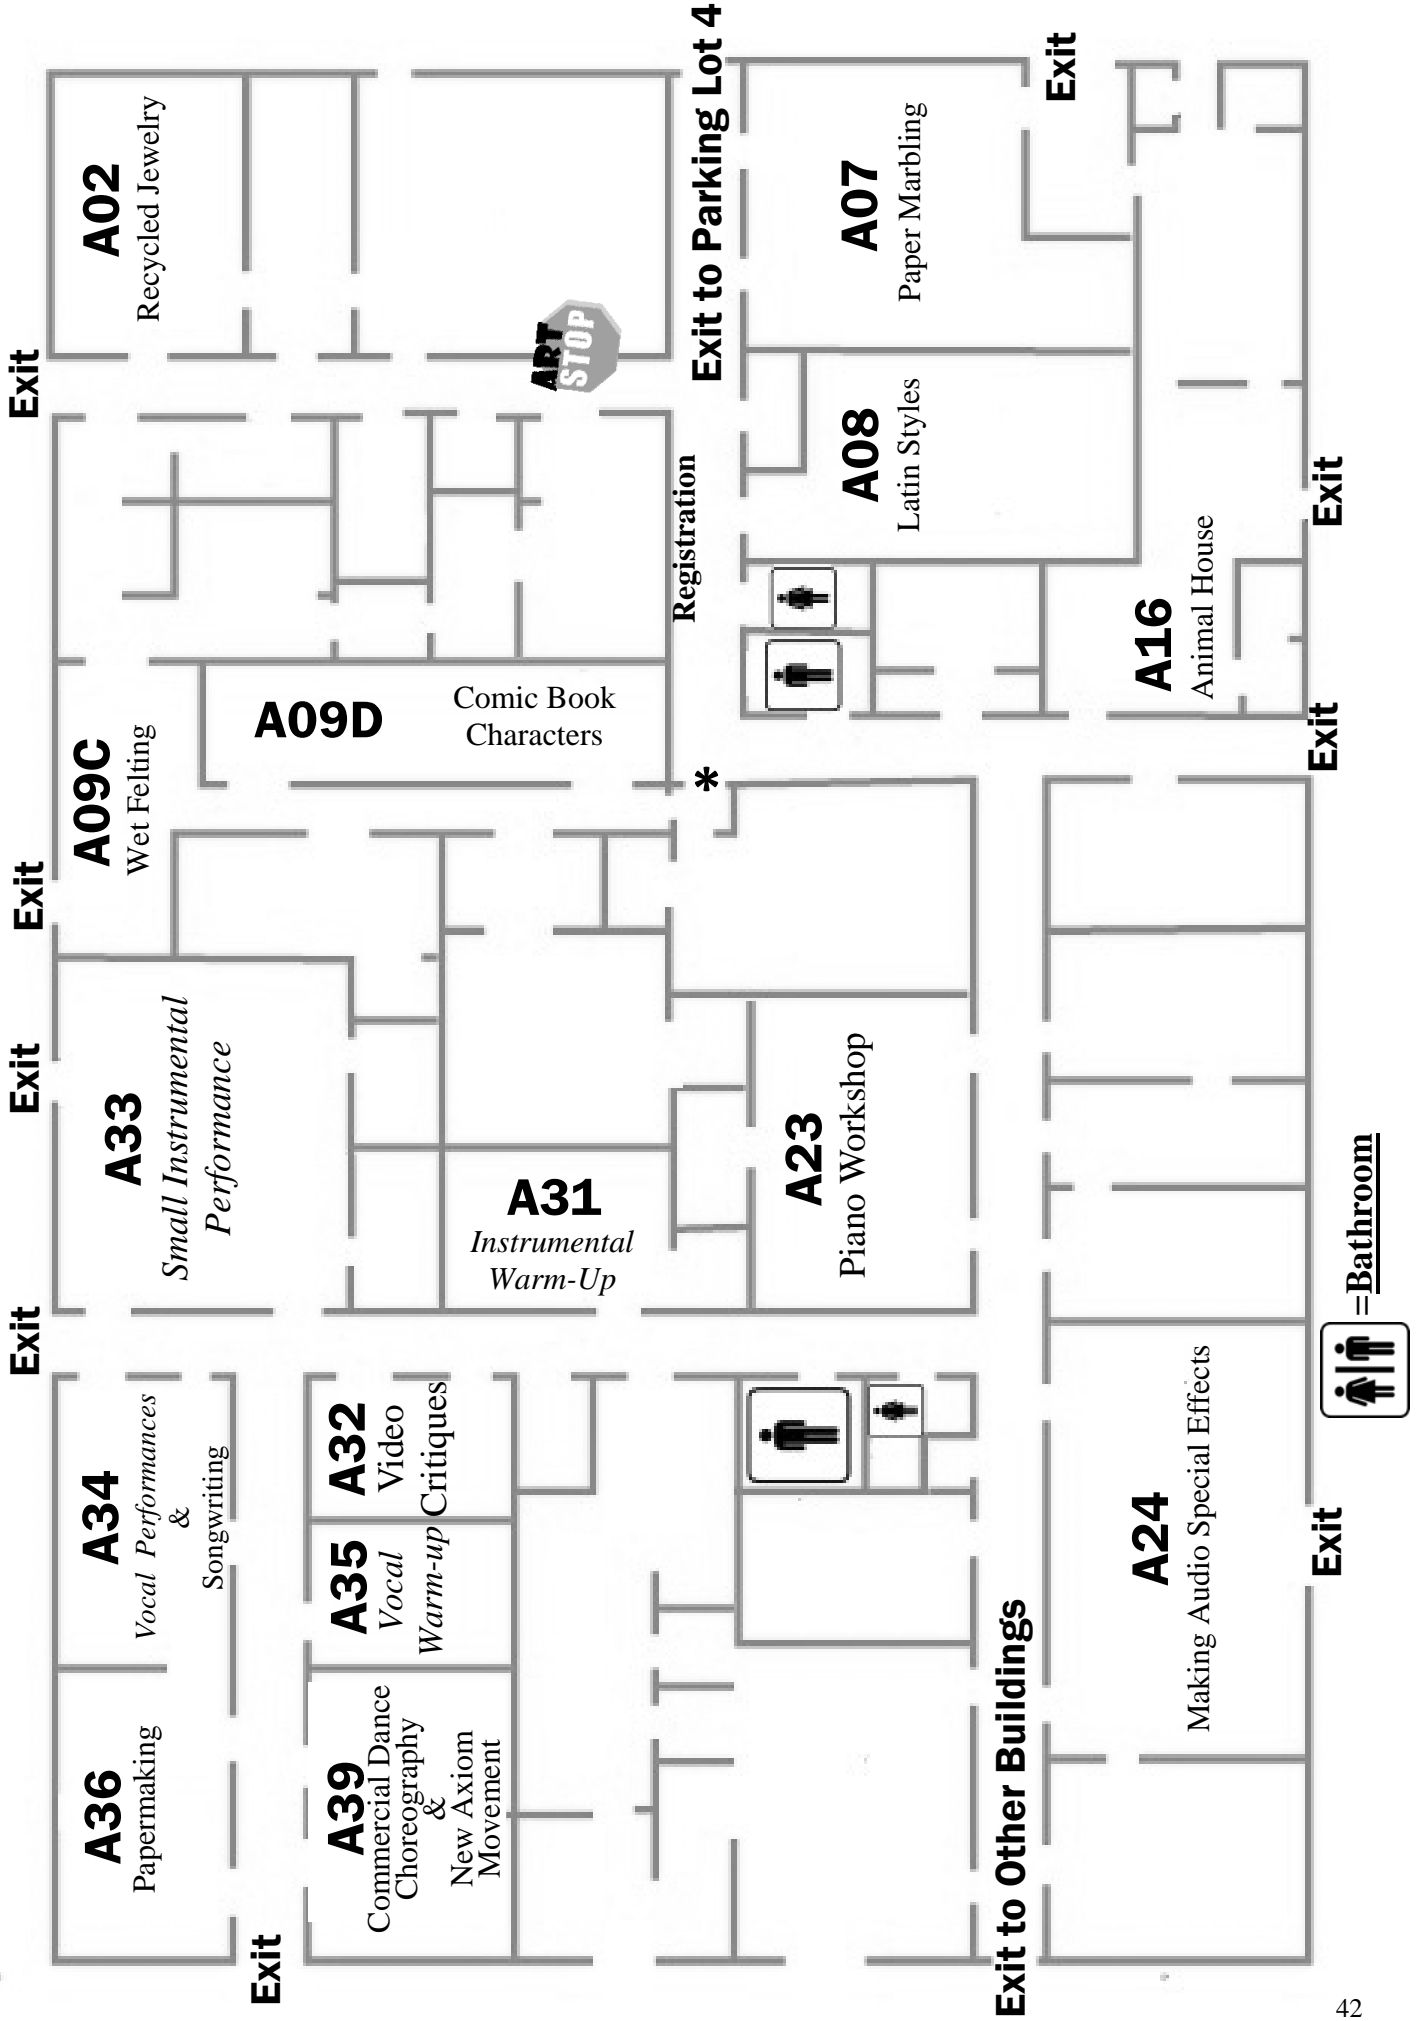 Exit
A02
Recycled Jewelry
Exit to Parking Lot 4
A07
Paper Marbling
Exit
ART
STOP
Registration
A08
Latin Styles
Exit
A09C
Wet Felting
A09D
Comic Book
Characters
*
A16
Animal House
Exit
Exit
Exit
A33
Small Instrumental
Performance
A31
Instrumental
Warm-Up
A23
Piano Workshop
Exit
A34
Vocal Performances
&
Songwriting
A32
Video
Critiques
A35
Vocal
Warm-up
A24
Making Audio Special Effects
Exit
=Bathroom
A36
Papermaking
A39
Commercial Dance
Choreography
&
New Axiom
Movement
Exit
Exit to Other Buildings
42